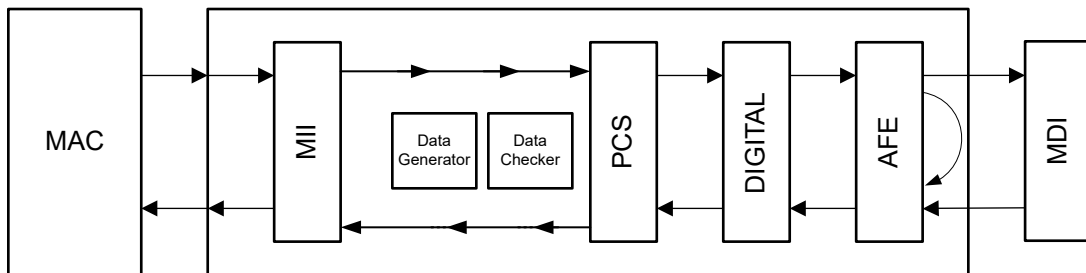 MAC
MII
Data
Generator
Data
Checker
PCS
DIGITAL
AFE
MDI